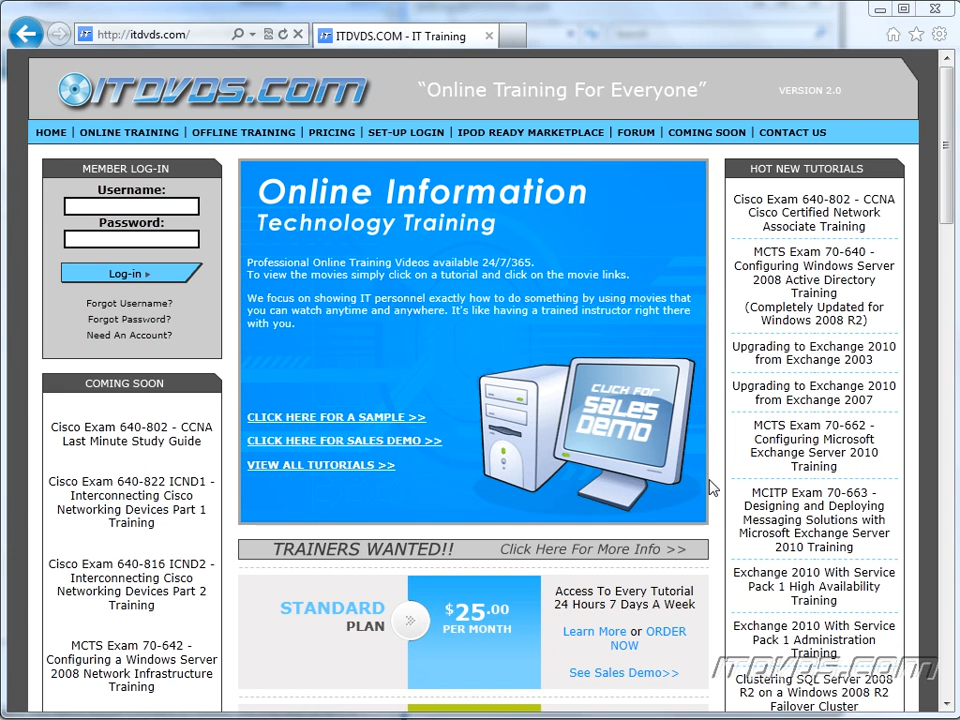 http://itdvds.com/
ITDVDS.COM - IT Training
ITDVDS.COM
“Online Training For Everyone”
VERSION 2.0
HOME | ONLINE TRAINING | OFFLINE TRAINING | PRICING | SET-UP LOGIN | IPOD READY MARKETPLACE | FORUM | COMING SOON | CONTACT US
MEMBER LOG-IN
Username:
Password:
Log-in
Forgot Username?
Forgot Password?
Need An Account?
COMING SOON
Cisco Exam 640-802 - CCNA
Last Minute Study Guide
Cisco Exam 640-822 ICND1 -
Interconnecting Cisco
Networking Devices Part 1
Training
Cisco Exam 640-816 ICND2 -
Interconnecting Cisco
Networking Devices Part 2
Training
MCTS Exam 70-642 -
Configuring a Windows Server
2008 Network Infrastructure
Training
Online Information
Technology Training
Professional Online Training Videos available 24/7/365.
To view the movies simply click on a tutorial and click on the movie links.
We focus on showing IT personnel exactly how to do something by using movies that
you can watch anytime and anywhere. It's like having a trained instructor right there
with you.
CLICK HERE FOR A SAMPLE >>
CLICK HERE FOR SALES DEMO >>
VIEW ALL TUTORIALS >>
CLICK FOR
SALES
DEMO
TRAINERS WANTED!! Click Here For More Info >>
STANDARD
PLAN
$25.00
PER MONTH
Access To Every Tutorial
24 Hours 7 Days A Week
Learn More or ORDER
NOW
See Sales Demo>>
HOT NEW TUTORIALS
Cisco Exam 640-802 - CCNA
Cisco Certified Network
Associate Training
MCTS Exam 70-640 -
Configuring Windows Server
2008 Active Directory
Training
(Completely Updated for
Windows 2008 R2)
Upgrading to Exchange 2010
from Exchange 2003
Upgrading to Exchange 2010
from Exchange 2007
MCTS Exam 70-662 -
Configuring Microsoft
Exchange Server 2010
Training
MCITP Exam 70-663 -
Designing and Deploying
Messaging Solutions with
Microsoft Exchange Server
2010 Training
Exchange 2010 With Service
Pack 1 High Availability
Training
Exchange 2010 With Service
Pack 1 Administration
Training
Clustering SQL Server 2008
R2 on a Windows 2008 R2
Failover Cluster
ITDVDS.COM